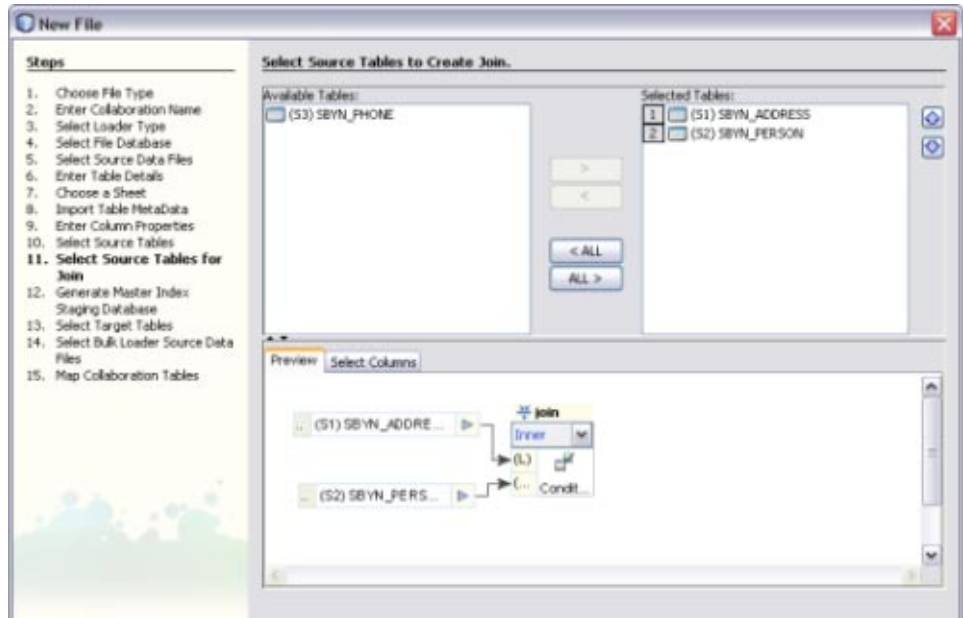 New File
Steps
1. Choose File Type
2. Enter Collaboration Name
3. Select Loader Type
4. Select File Database
5. Select Source Data Files
6. Enter Table Details
7. Choose a Sheet
8. Import Table MetaData
9. Enter Column Properties
10. Select Source Tables
11. Select Source Tables for
Join
12. Generate Master Index
Staging Database
13. Select Target Tables
14. Select Bulk Loader Source Data
Files
15. Map Collaboration Tables
Select Source Tables to Create Join.
Available Tables:
(S3) SBYN_PHONE
>
<
< ALL
ALL >
Selected Tables:
1 (S1) SBYN_ADDRESS
2 (S2) SBYN_PERSON
Preview Select Columns
.. (S1) SBYN_ADDRE...
.. (S2) SBYN_PERS...
join
Inner
(L)
(... Condit...